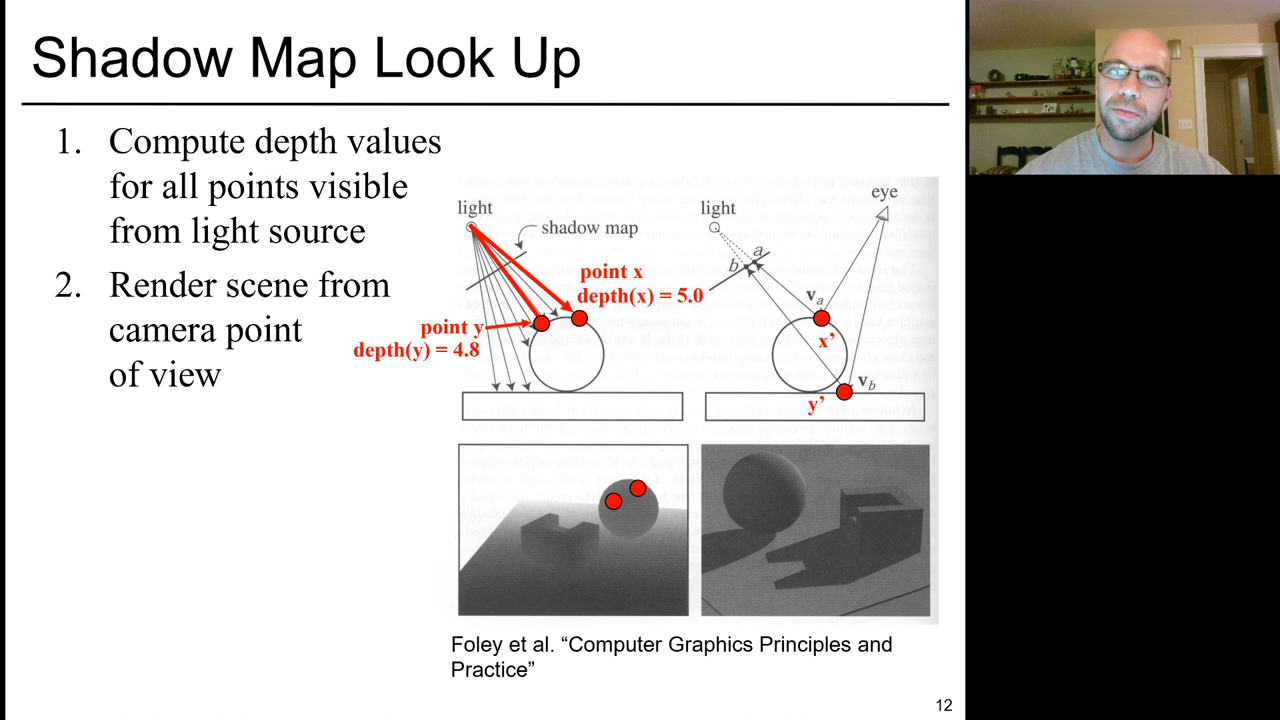 Shadow Map Look Up
1. Compute depth values
for all points visible
from light source
2. Render scene from
camera point
of view
light
shadow map
point x
depth(x) = 5.0
point y
depth(y) = 4.8
light
eye
a
b
va
x’
vb
y’
Foley et al. “Computer Graphics Principles and
Practice”
12